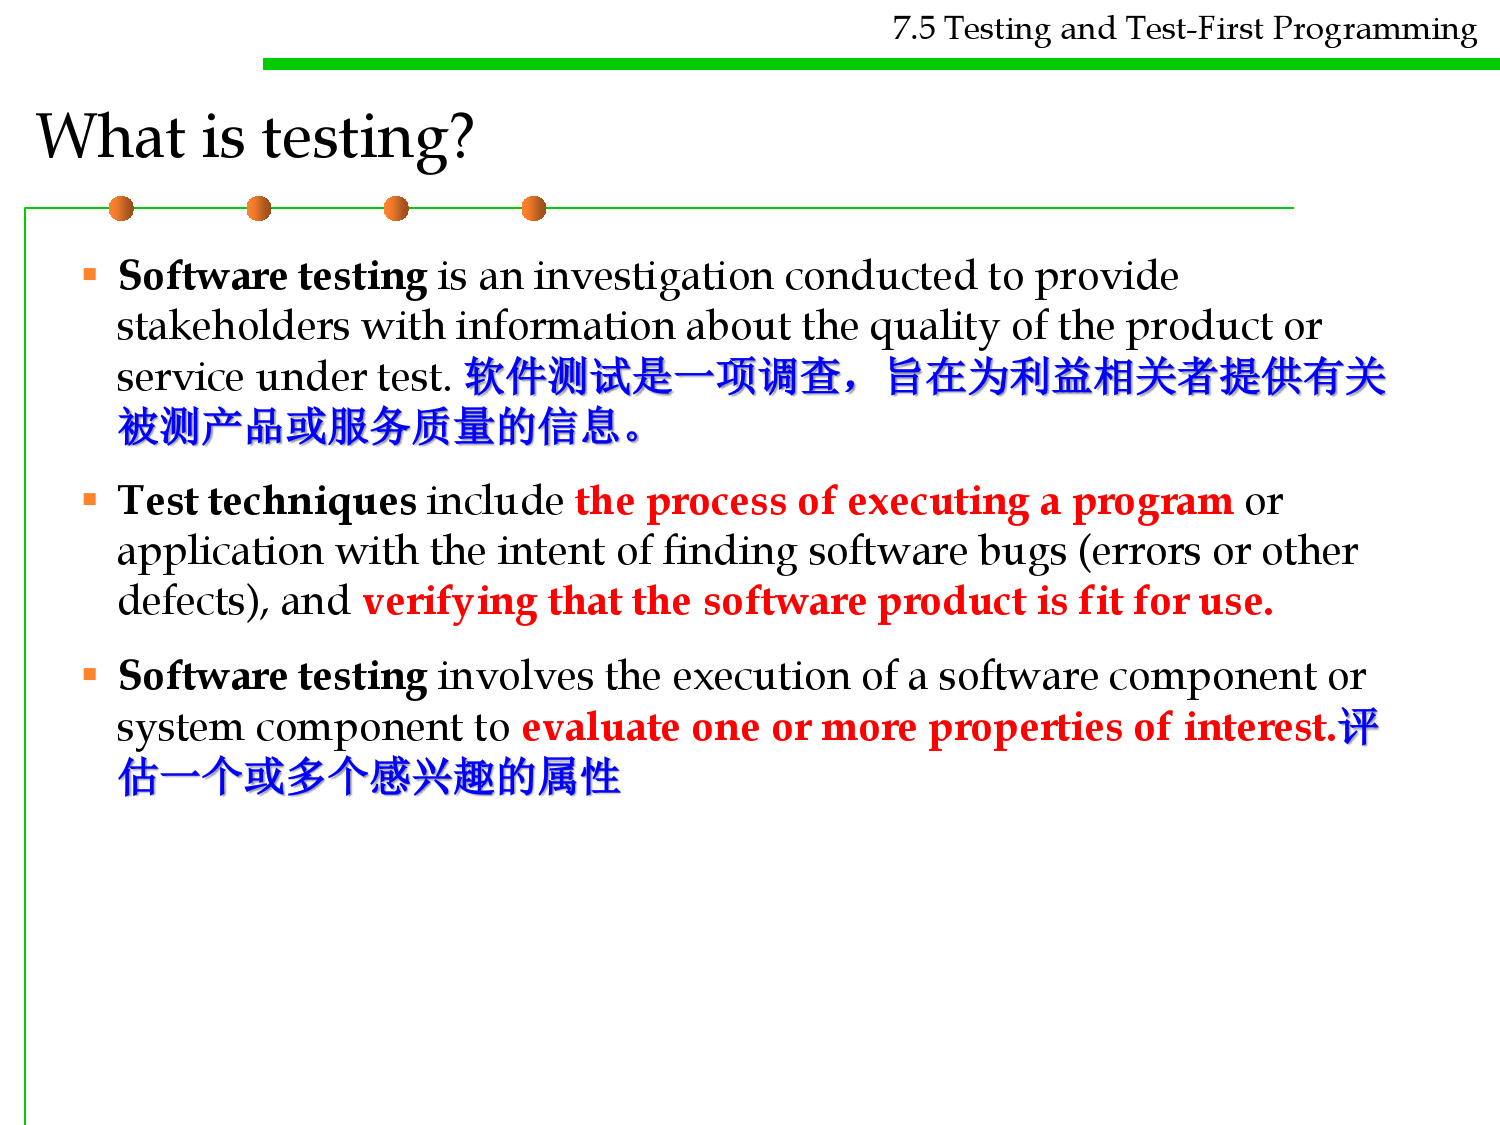 7.5 Testing and Test-First Programming
What is testing?
▪ Software testing is an investigation conducted to provide
stakeholders with information about the quality of the product or
service under test. 软件测试是一项调查，旨在为利益相关者提供有关
被测产品或服务质量的信息。
▪ Test techniques include the process of executing a program or
application with the intent of finding software bugs (errors or other
defects), and verifying that the software product is fit for use.
▪ Software testing involves the execution of a software component or
system component to evaluate one or more properties of interest.评
估一个或多个感兴趣的属性